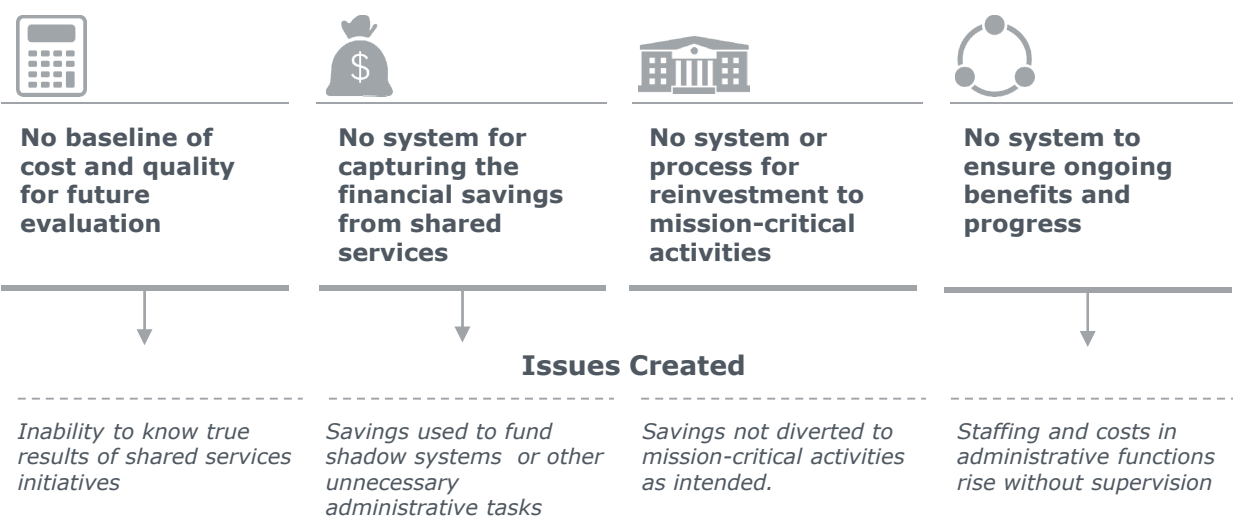 $
No baseline of
cost and quality
for future
evaluation
No system for
capturing the
financial savings
from shared
services
No system or
process for
reinvestment to
mission-critical
activities
No system to
ensure ongoing
benefits and
progress
Issues Created
Inability to know true
results of shared services
initiatives
Savings used to fund
shadow systems  or other
unnecessary
administrative tasks
Savings not diverted to
mission-critical activities
as intended.
Staffing and costs in
administrative functions
rise without supervision